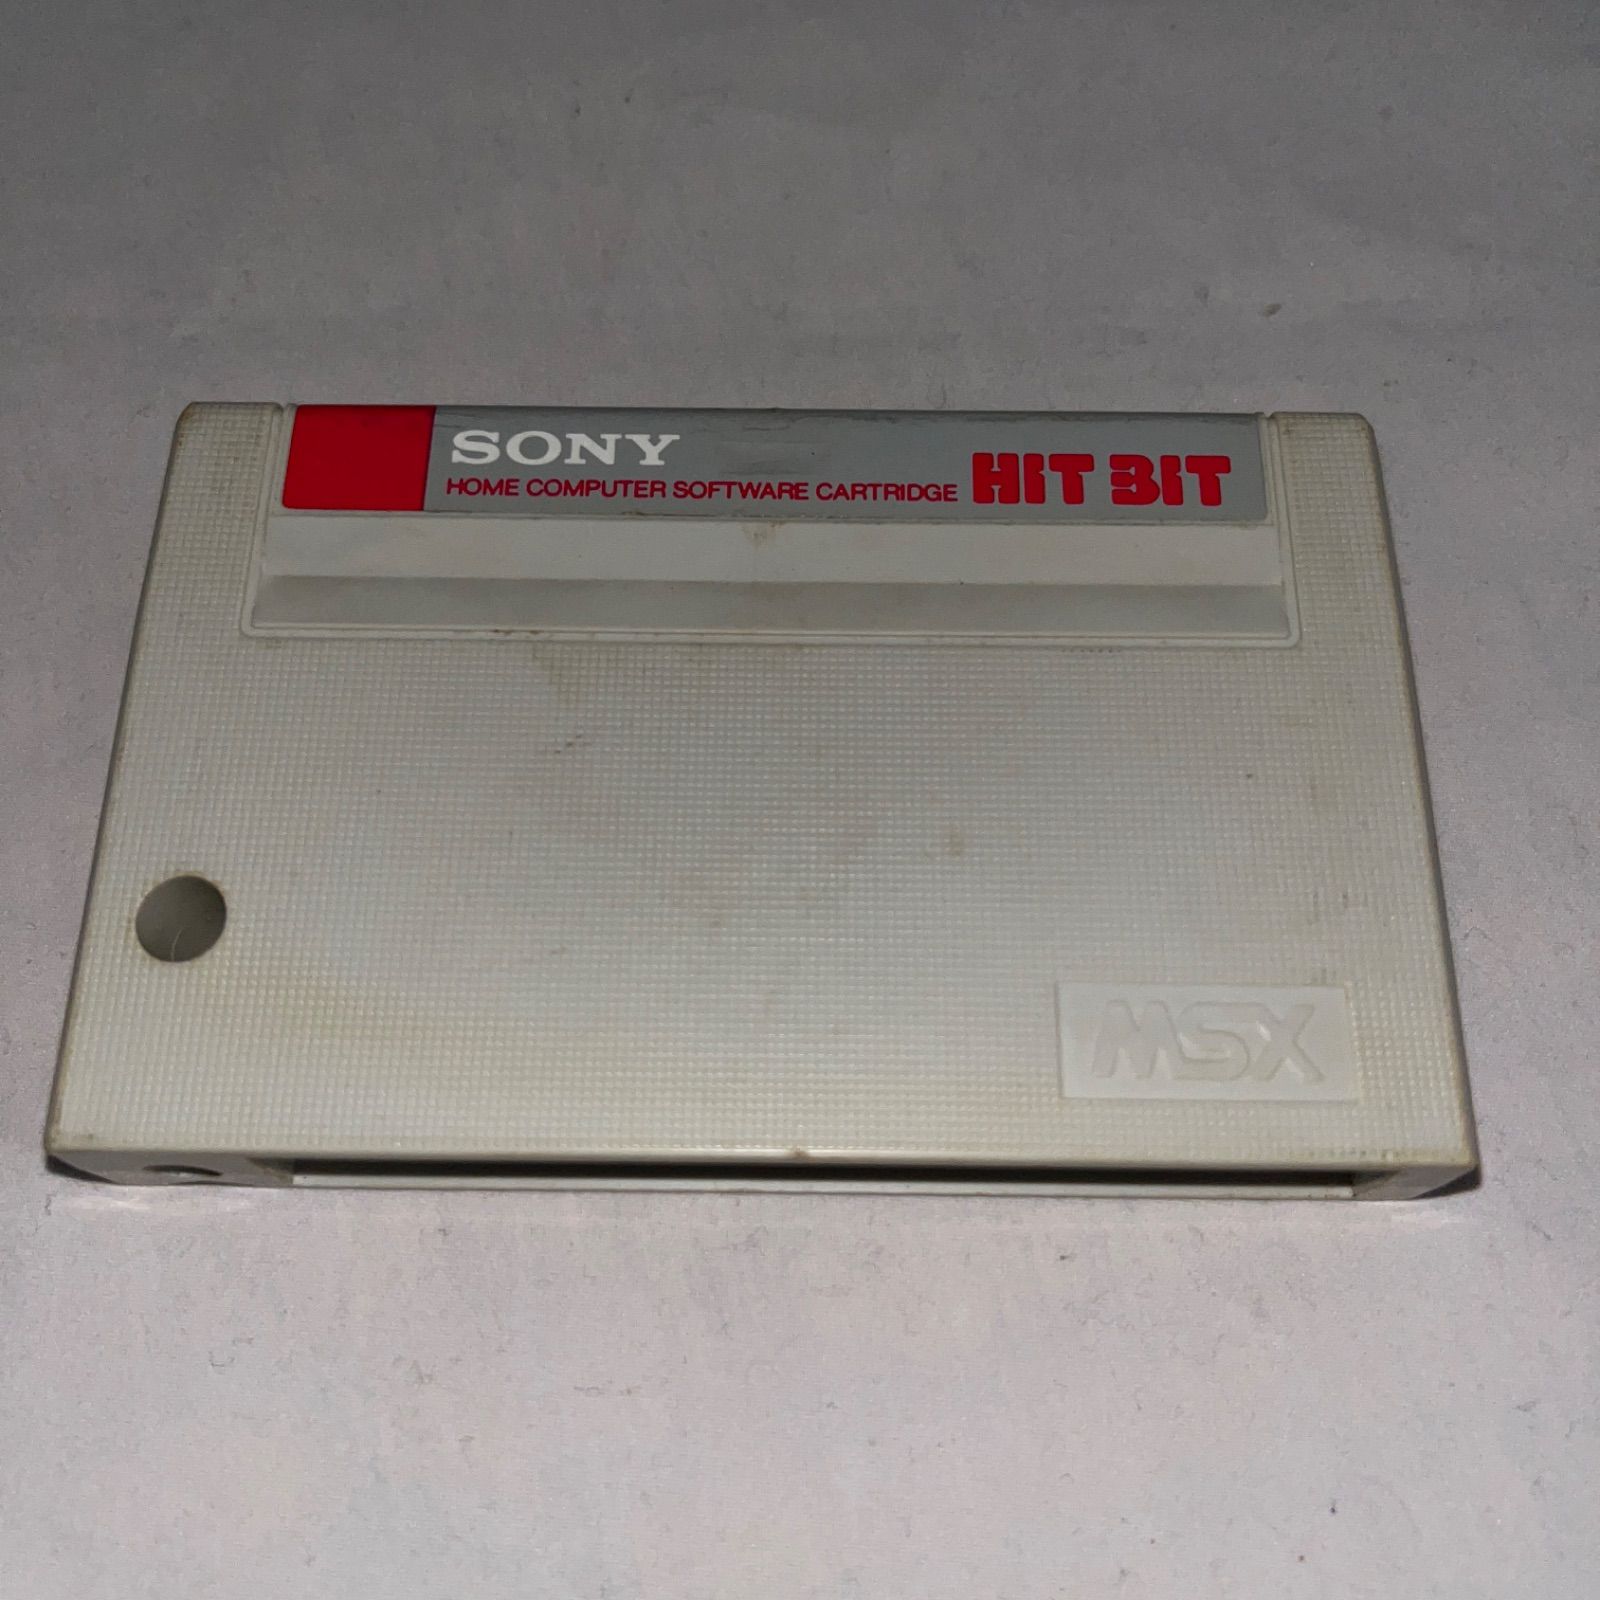 SONY
HOME COMPUTER SOFTWARE CARTRIDGE HIT BIT
MSX